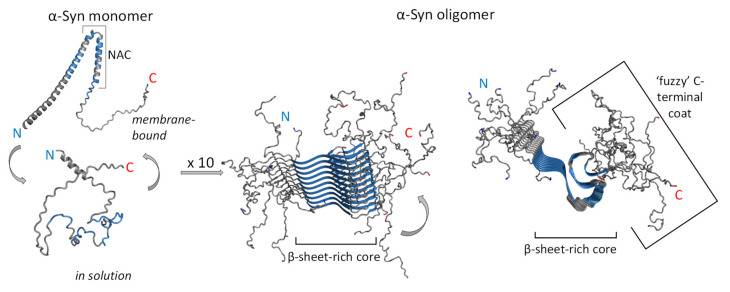 α-Syn monomer
α-Syn oligomer
NAC
C
N
membrane-
bound
N
C
in solution
x 10
N
C
β-sheet-rich core
N
'fuzzy' C-
terminal
coat
C
β-sheet-rich core